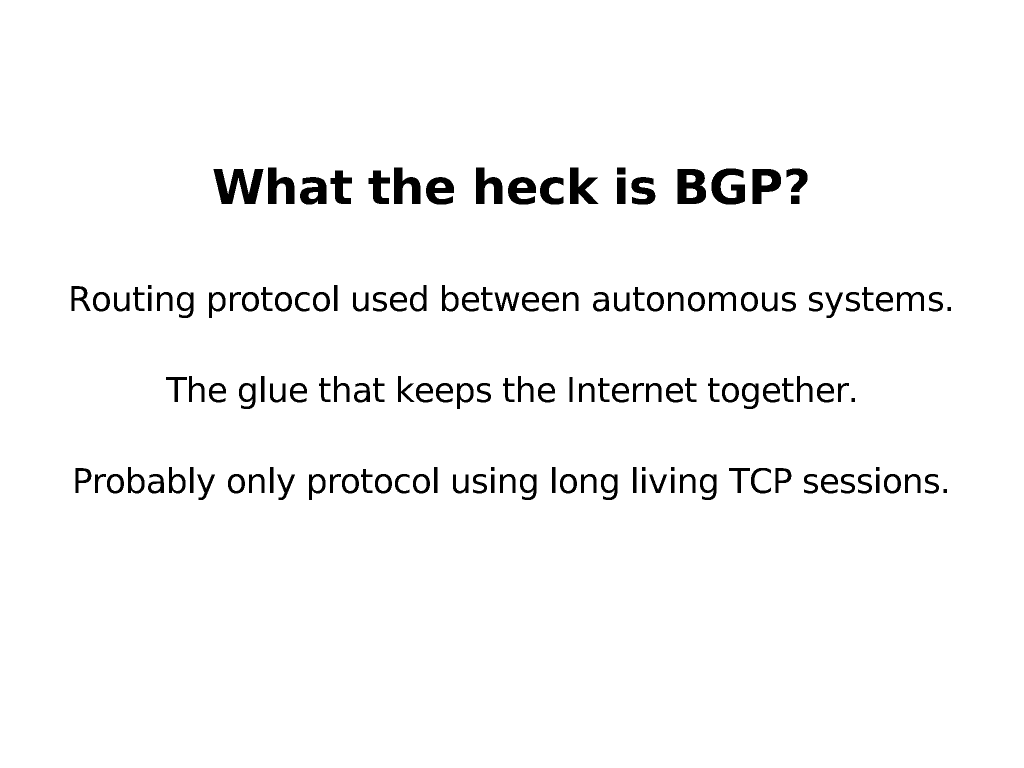 What the heck is BGP?
Routing protocol used between autonomous systems.
The glue that keeps the Internet together.
Probably only protocol using long living TCP sessions.